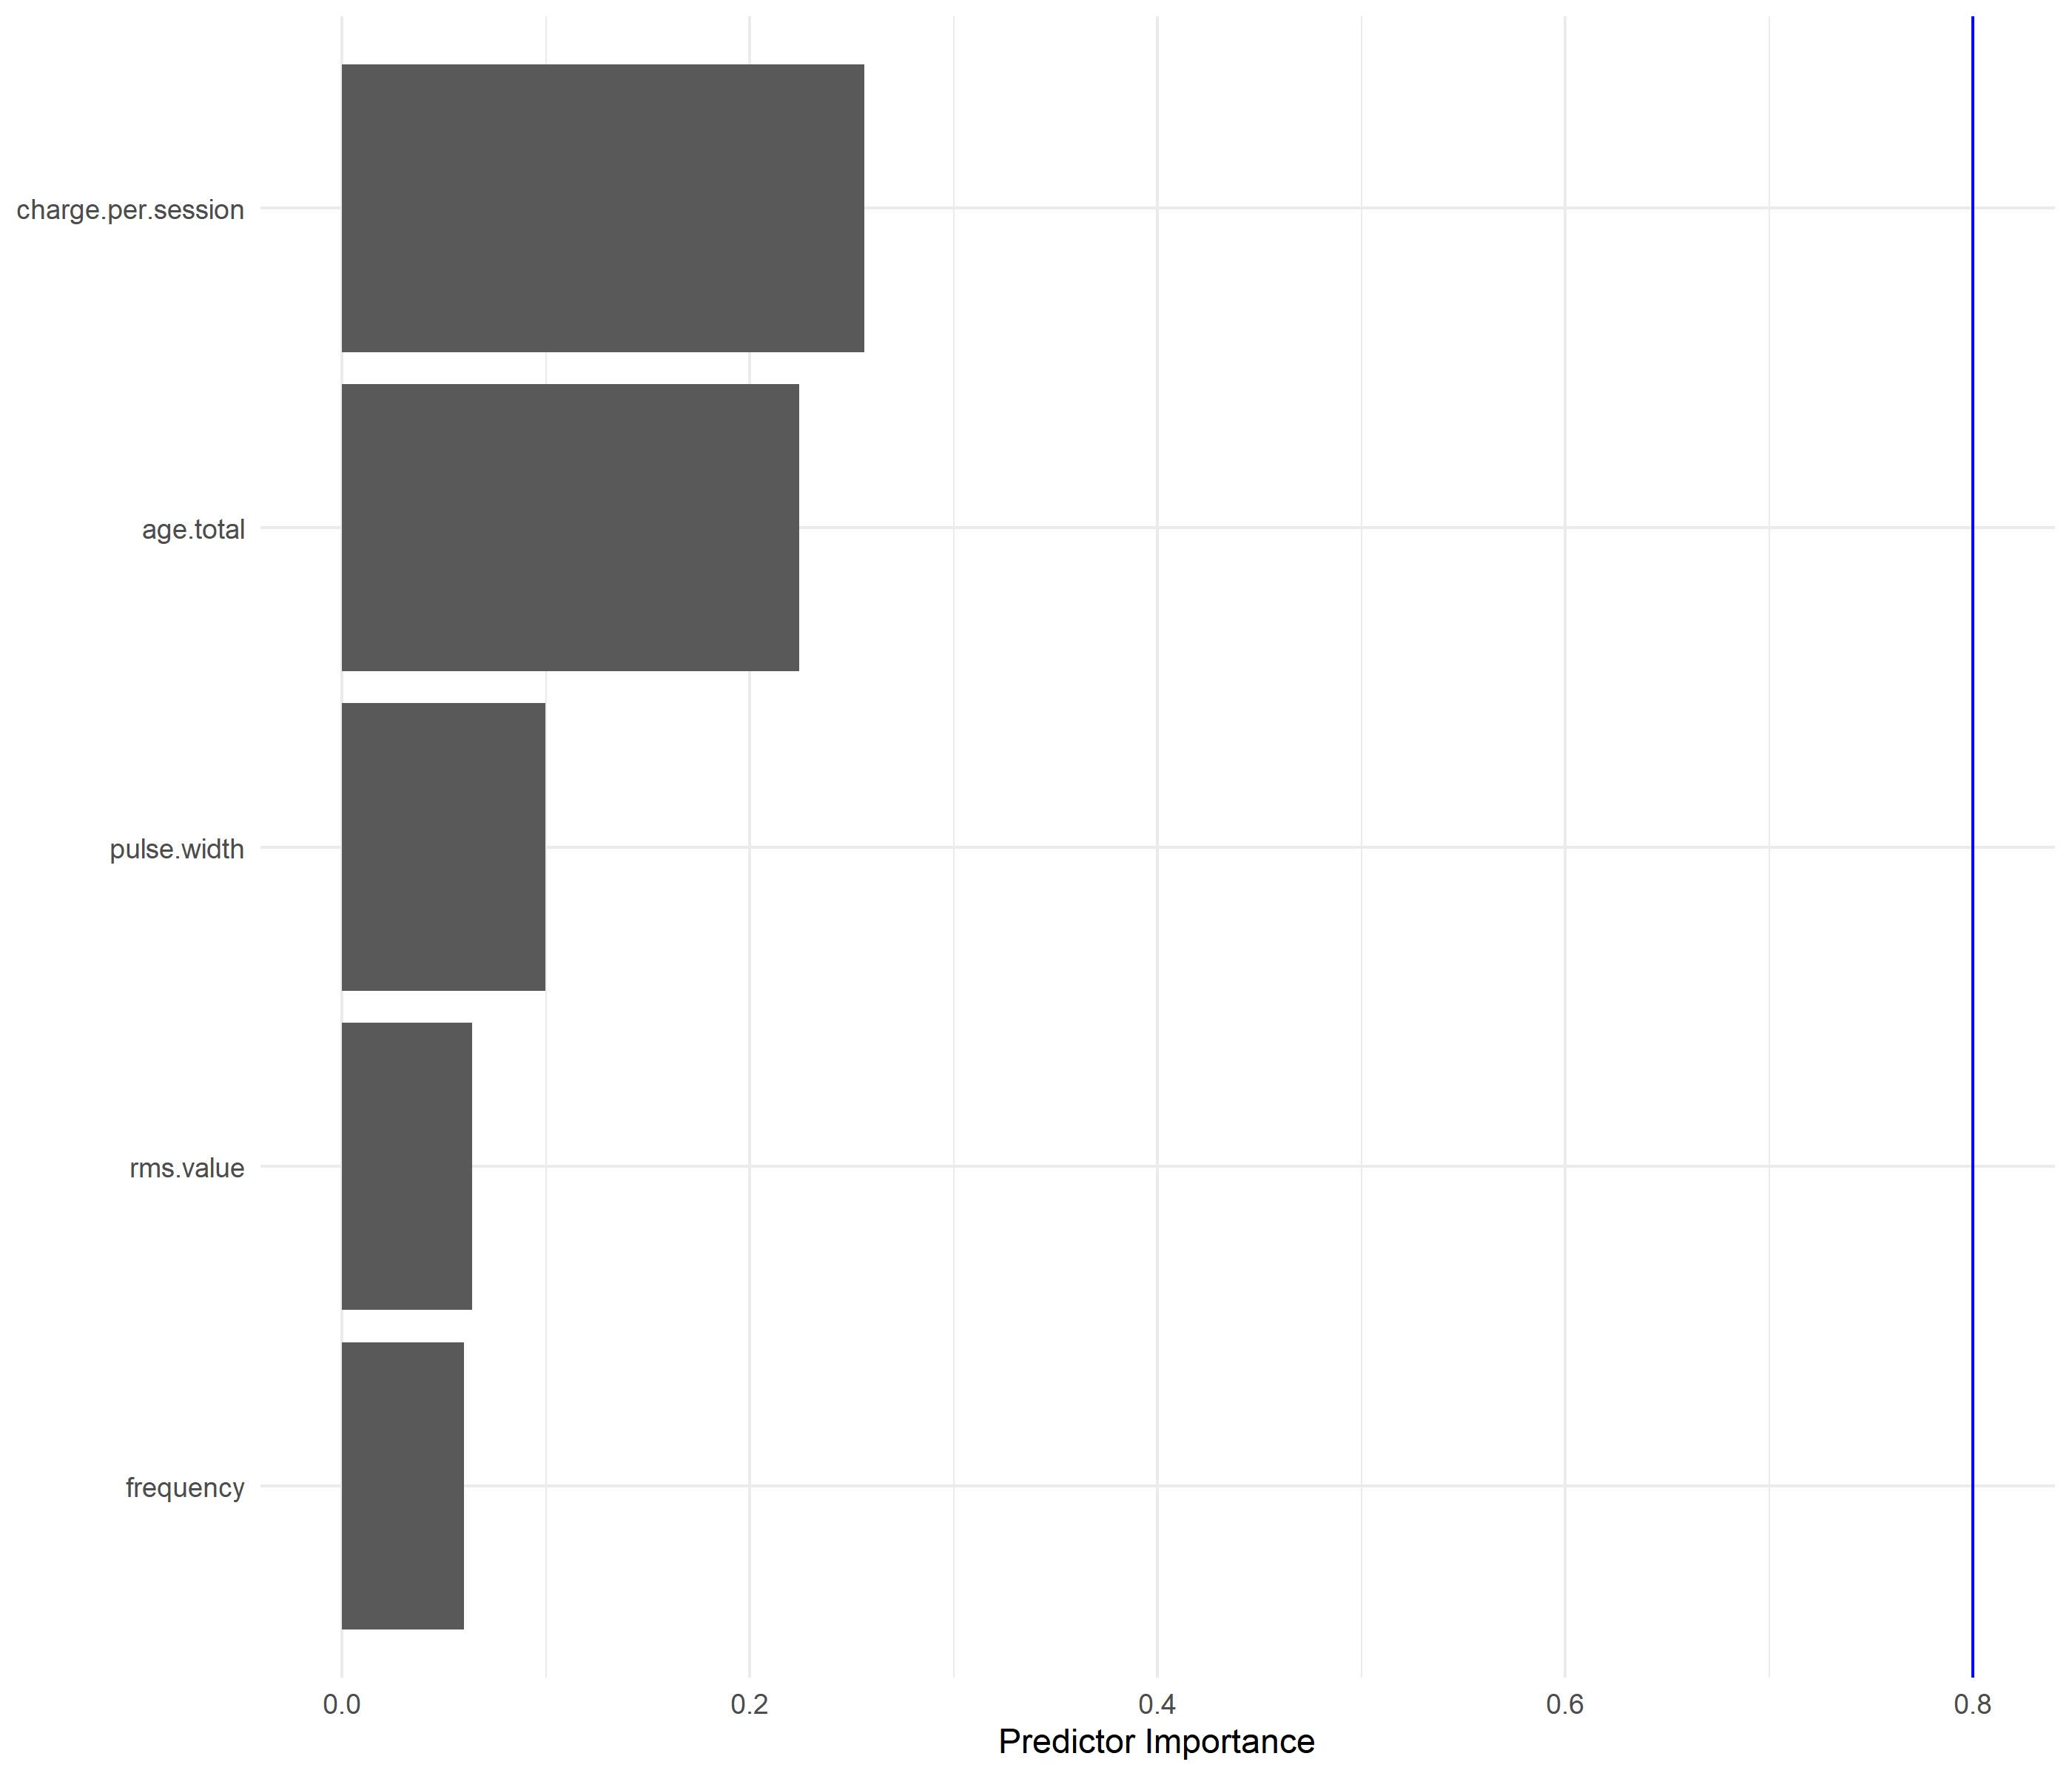 charge.per.session
age.total
pulse.width
rms.value
frequency
0.0 0.2 0.4 0.6 0.8
Predictor Importance